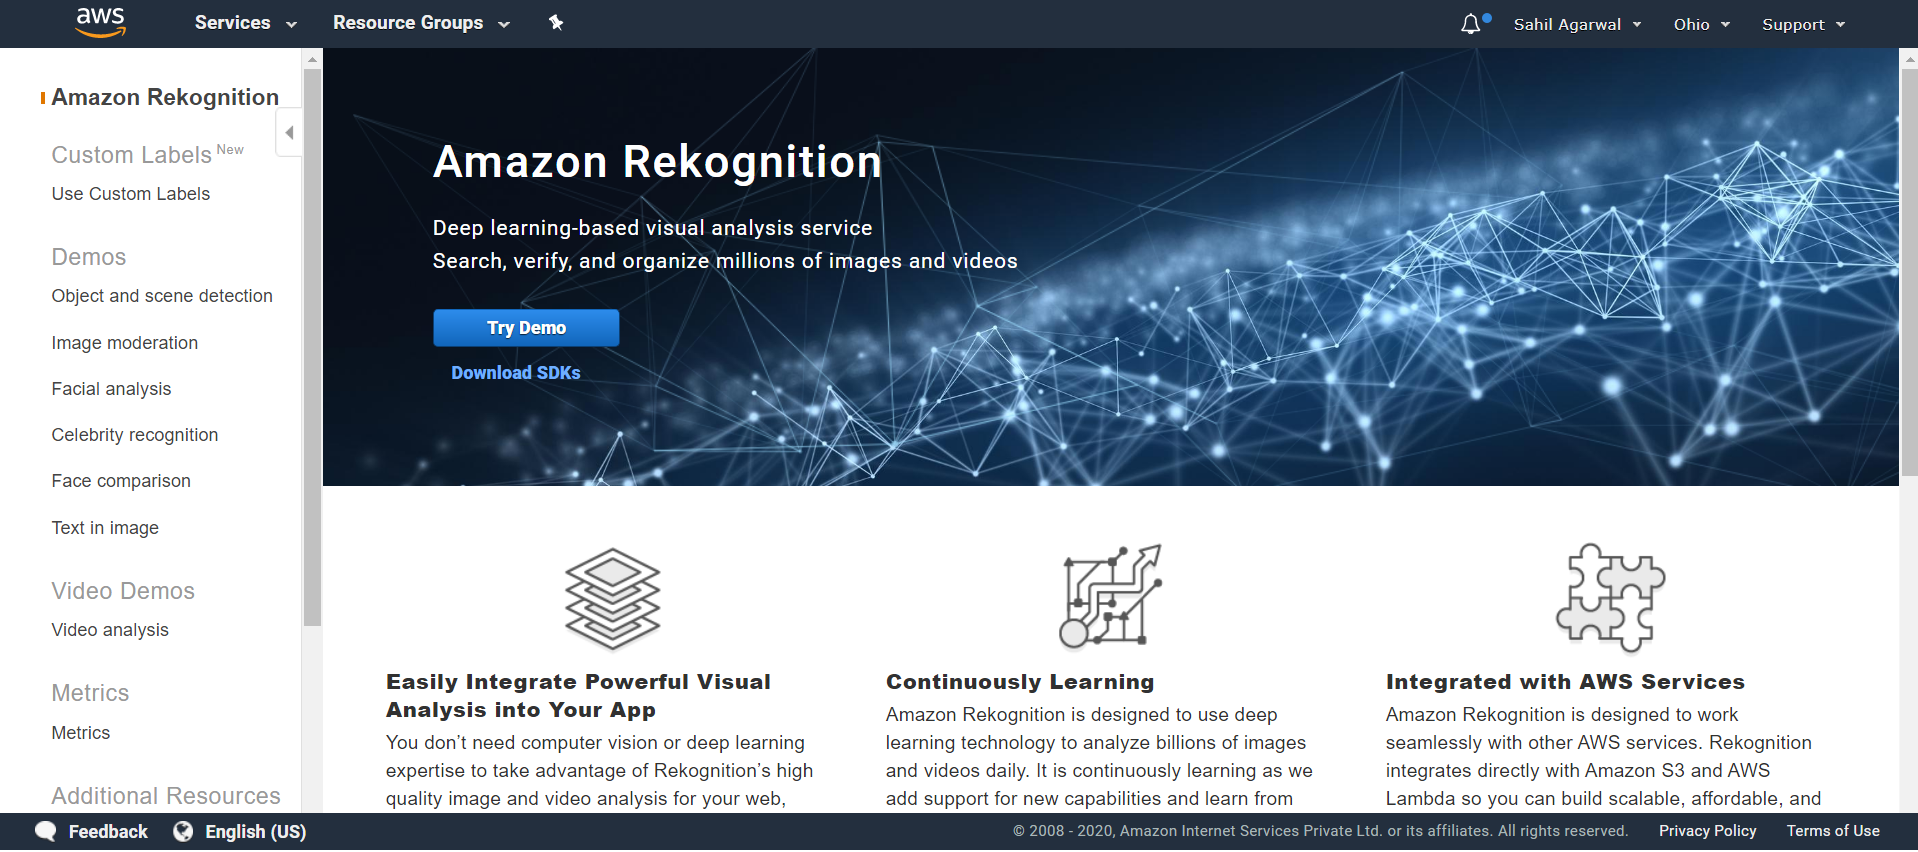 aws
Services
Resource Groups
Sahil Agarwal
Ohio
Support
Amazon Rekognition
Custom Labels New
Use Custom Labels
Demos
Object and scene detection
Image moderation
Facial analysis
Celebrity recognition
Face comparison
Text in image
Video Demos
Video analysis
Metrics
Metrics
Additional Resources
Amazon Rekognition
Deep learning-based visual analysis service
Search, verify, and organize millions of images and videos
Try Demo
Download SDKs
Easily Integrate Powerful Visual
Analysis into Your App
You don’t need computer vision or deep learning
expertise to take advantage of Rekognition’s high
quality image and video analysis for your web,
Continuously Learning
Amazon Rekognition is designed to use deep
learning technology to analyze billions of images
and videos daily. It is continuously learning as we
add support for new capabilities and learn from
Integrated with AWS Services
Amazon Rekognition is designed to work
seamlessly with other AWS services. Rekognition
integrates directly with Amazon S3 and AWS
Lambda so you can build scalable, affordable, and
Feedback
English (US)
© 2008 - 2020, Amazon Internet Services Private Ltd. or its affiliates. All rights reserved.
Privacy Policy
Terms of Use